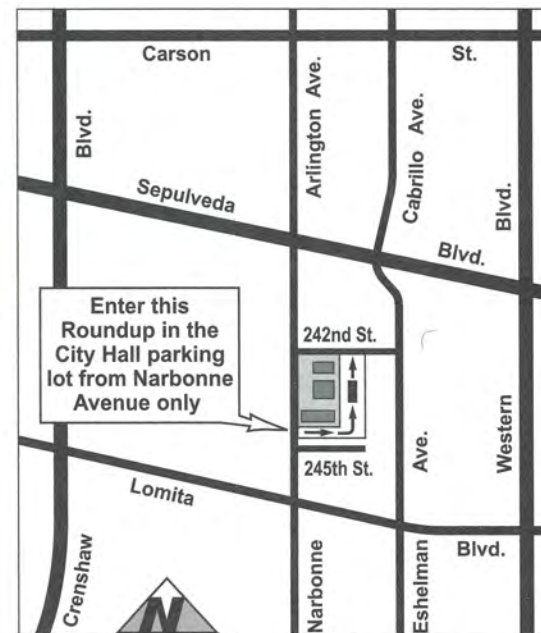 Carson St.
Blvd.
Arlington Ave.
Cabrillo Ave.
Sepulveda Blvd.
Blvd.
Enter this
Roundup in the
City Hall parking
lot from Narbonne
Avenue only
242nd St.
245th St.
Ave.
Western
Lomita Blvd.
Crenshaw
N
Narbonne
Eshelman